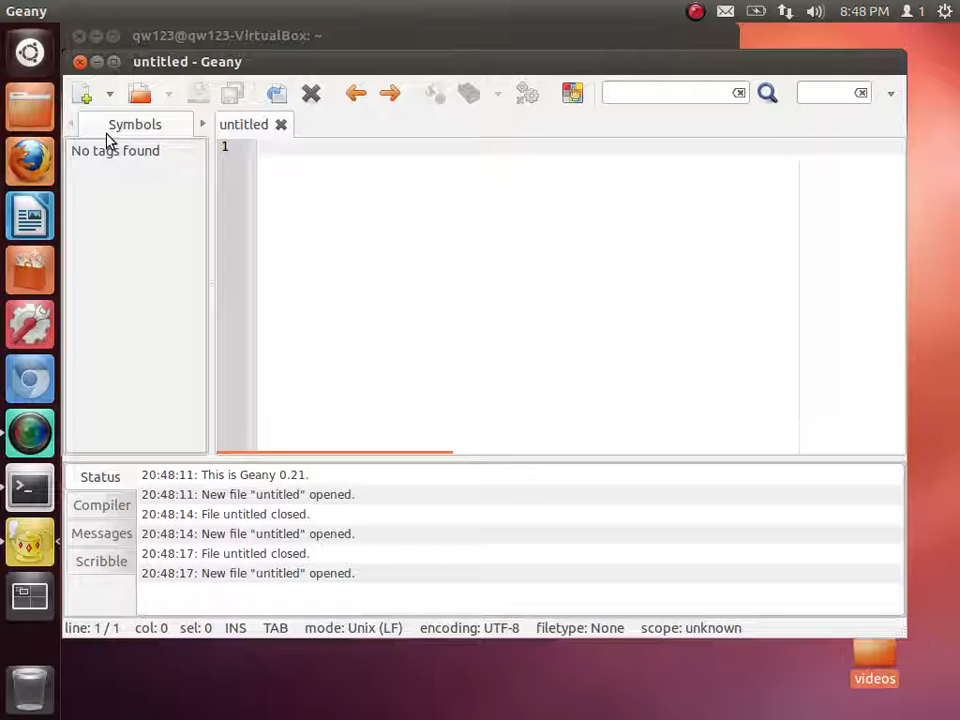 Geany
8:48 PM
1
qw123@qw123-VirtualBox: ~
untitled - Geany
Symbols
untitled
No tags found
1
Status
Compiler
Messages
Scribble
20:48:11: This is Geany 0.21.
20:48:11: New file "untitled" opened.
20:48:14: File untitled closed.
20:48:14: New file "untitled" opened.
20:48:17: File untitled closed.
20:48:17: New file "untitled" opened.
line: 1 / 1 col: 0 sel: 0 INS TAB mode: Unix (LF) encoding: UTF-8 filetype: None scope: unknown
videos